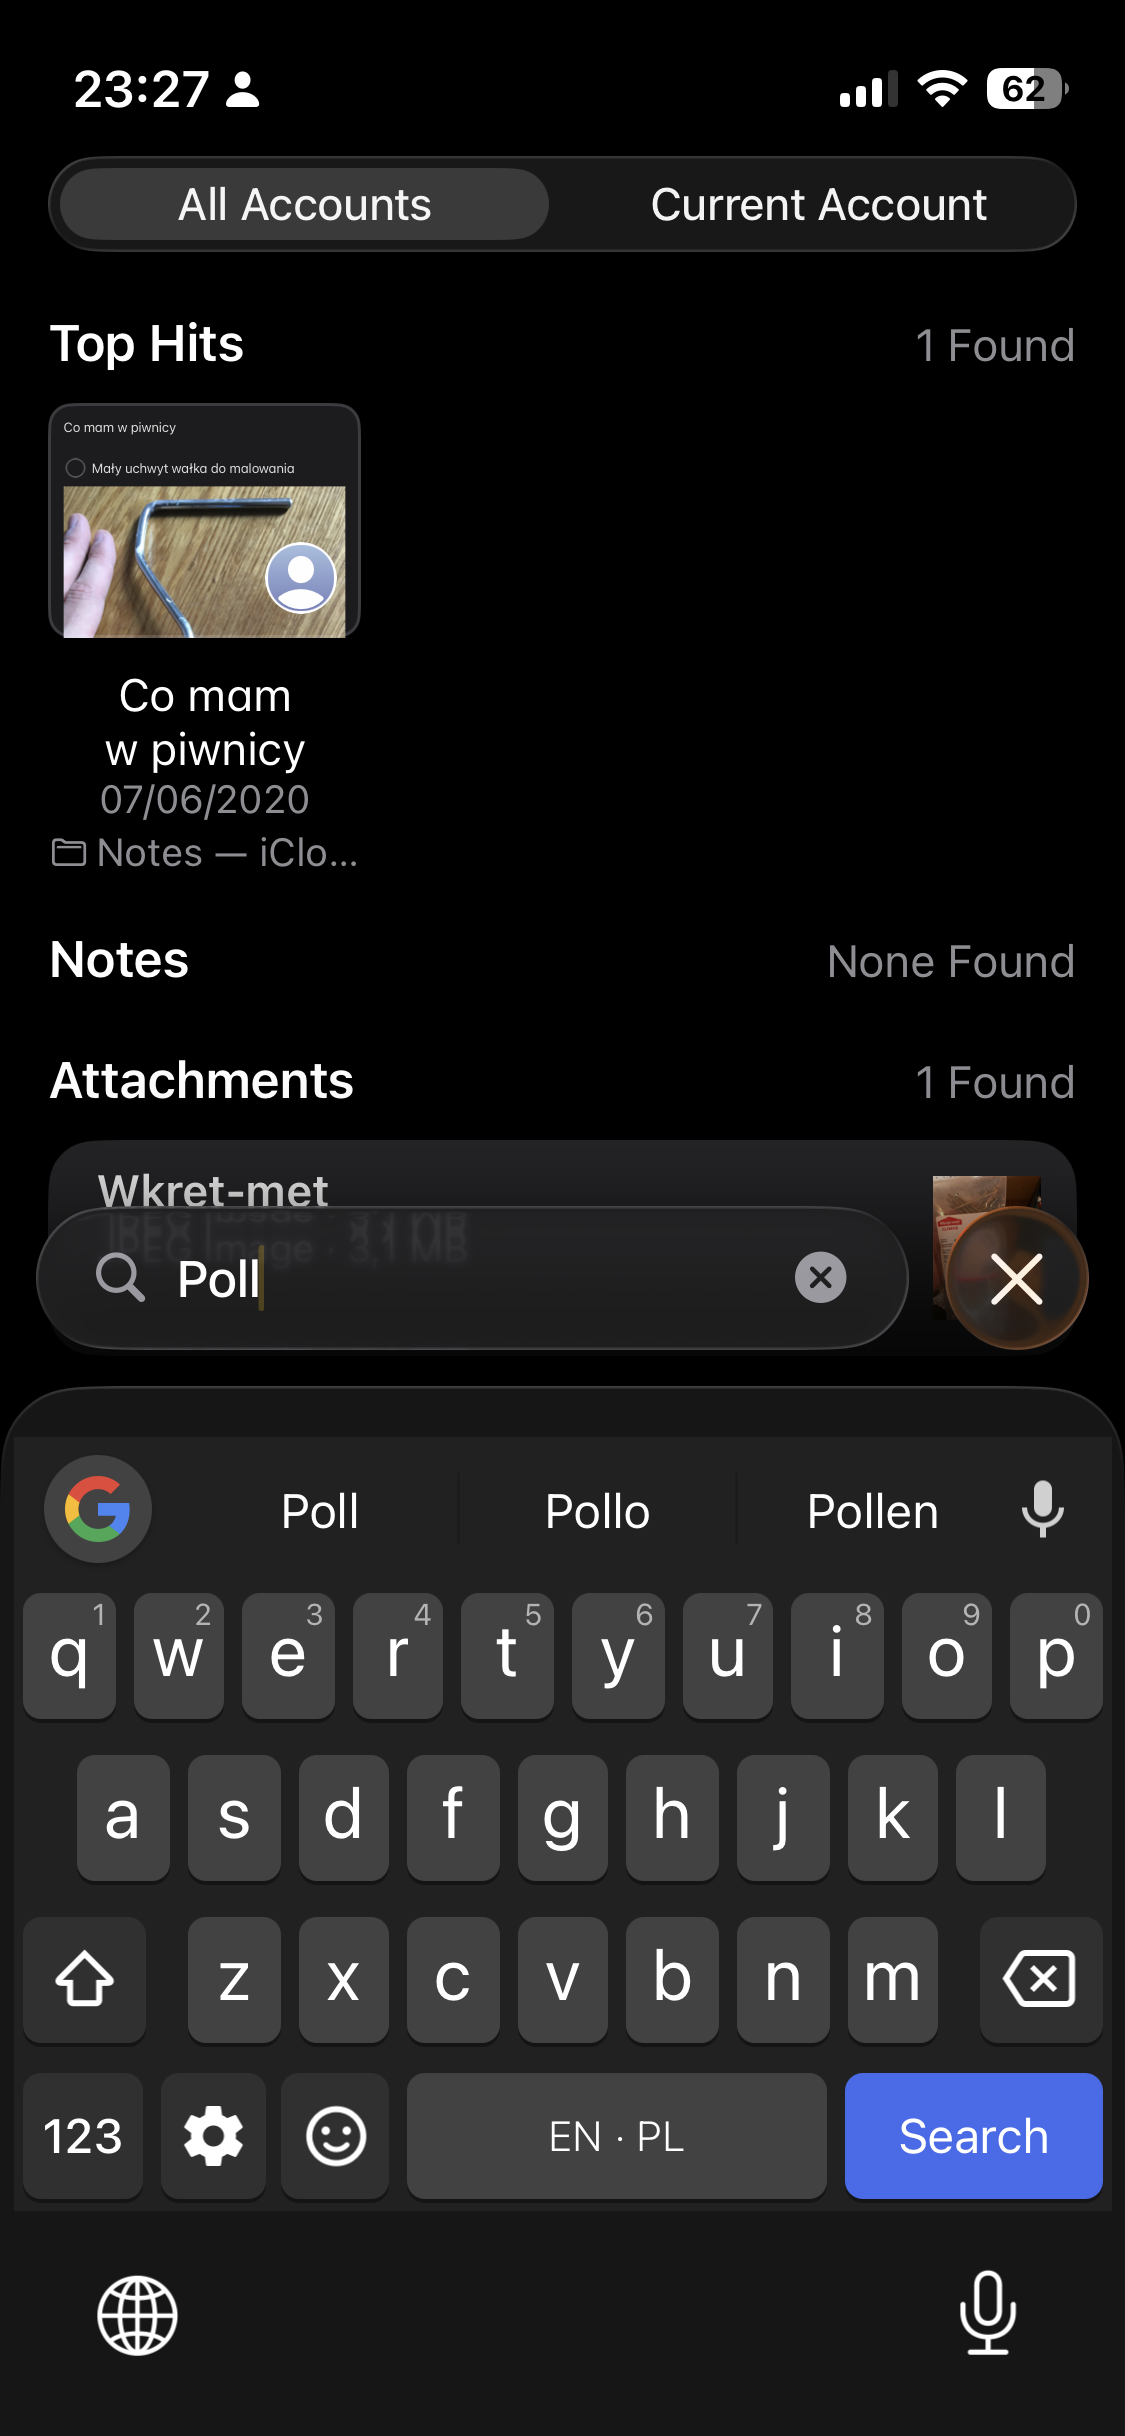 23:27
62
All Accounts
Current Account
Top Hits
1 Found
Co mam w piwnicy
Mały uchwyt wałka do malowania
Co mam
w piwnicy
07/06/2020
Notes — iClo...
Notes
None Found
Attachments
1 Found
Wkret-met
JPEG Image · 3,1 MB
Poll
Poll
Pollo
Pollen
q 1 w 2 e 3 r 4 t 5 y 6 u 7 i 8 o 9 p 0
a s d f g h j k l
z x c v b n m
123
EN · PL
Search